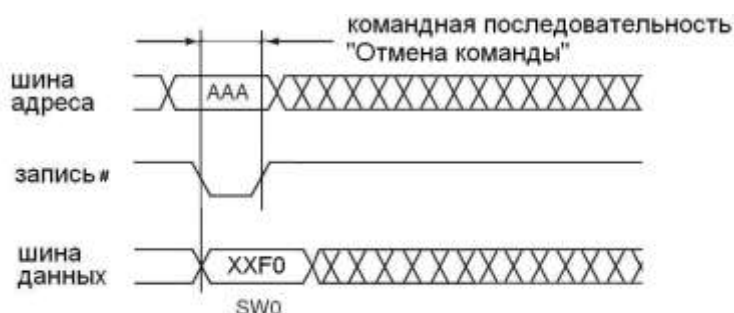 командная последовательность
"Отмена команды"
шина
адреса
AAA
запись #
шина
данных
XXF0
SW0